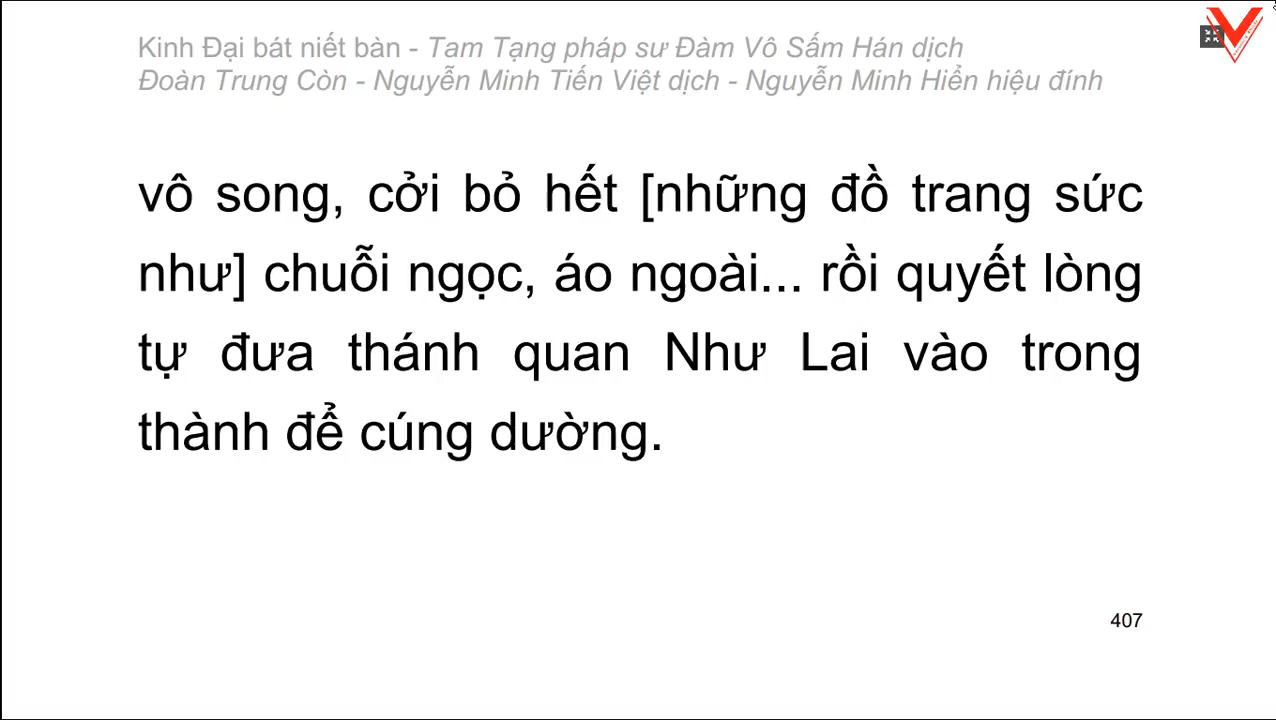 Kinh Đại bát niết bàn - Tam Tạng pháp sư Đàm Vô Sấm Hán dịch
Đoàn Trung Còn - Nguyễn Minh Tiến Việt dịch - Nguyễn Minh Hiển hiệu đính
vô song, cởi bỏ hết [những đồ trang sức
như] chuỗi ngọc, áo ngoài... rồi quyết lòng
tự đưa thánh quan Như Lai vào trong
thành để cúng dường.
407